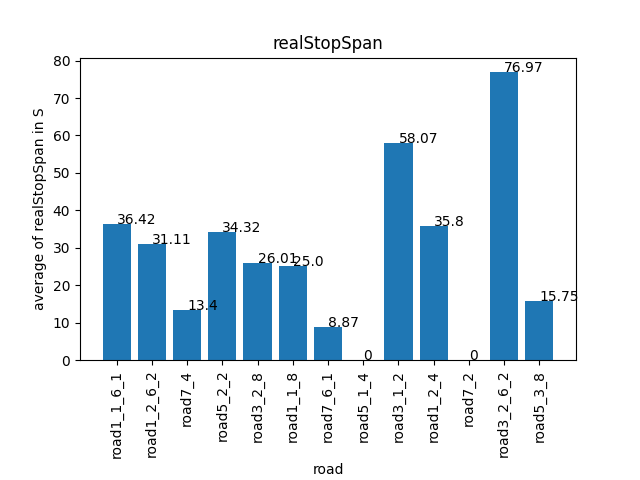 realStopSpan
average of realStopSpan in S
80
70
60
50
40
30
20
10
0
36.42
31.11
13.4
34.32
26.01
25.0
8.87
0
58.07
35.8
0
76.97
15.75
road1_1_6_1
road1_2_6_2
road7_4
road5_2_2
road3_2_8
road1_1_8
road7_6_1
road5_1_4
road3_1_2
road1_2_4
road7_2
road3_2_6_2
road5_3_8
road